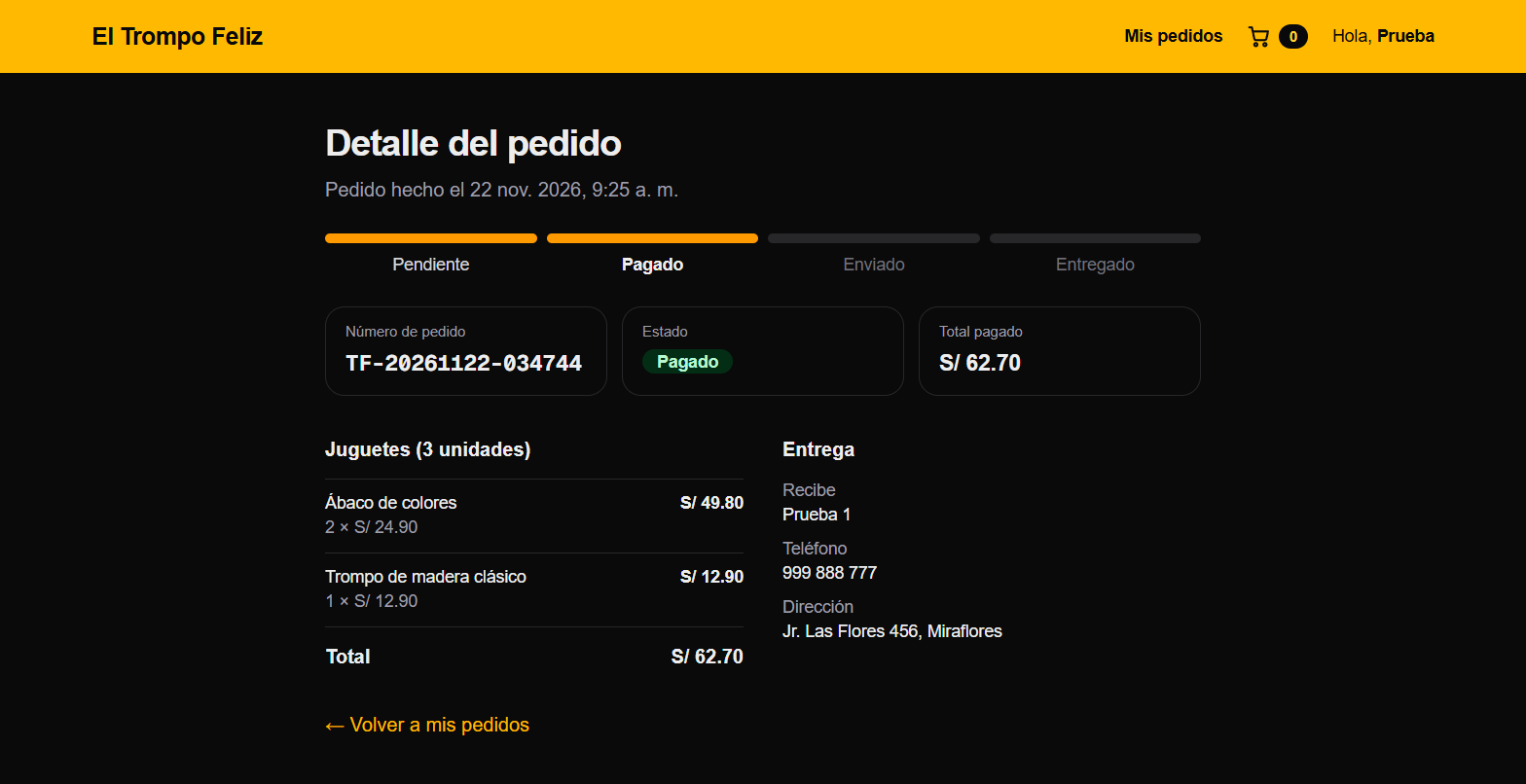 El Trompo Feliz
Mis pedidos
0
Hola, Prueba
Detalle del pedido
Pedido hecho el 22 nov. 2026, 9:25 a. m.
Pendiente
Pagado
Enviado
Entregado
Número de pedido
TF-20261122-034744
Estado
Pagado
Total pagado
S/ 62.70
Juguetes (3 unidades)
Ábaco de colores S/ 49.80
2 × S/ 24.90
Trompo de madera clásico S/ 12.90
1 × S/ 12.90
Total S/ 62.70
Entrega
Recibe
Prueba 1
Teléfono
999 888 777
Dirección
Jr. Las Flores 456, Miraflores
← Volver a mis pedidos